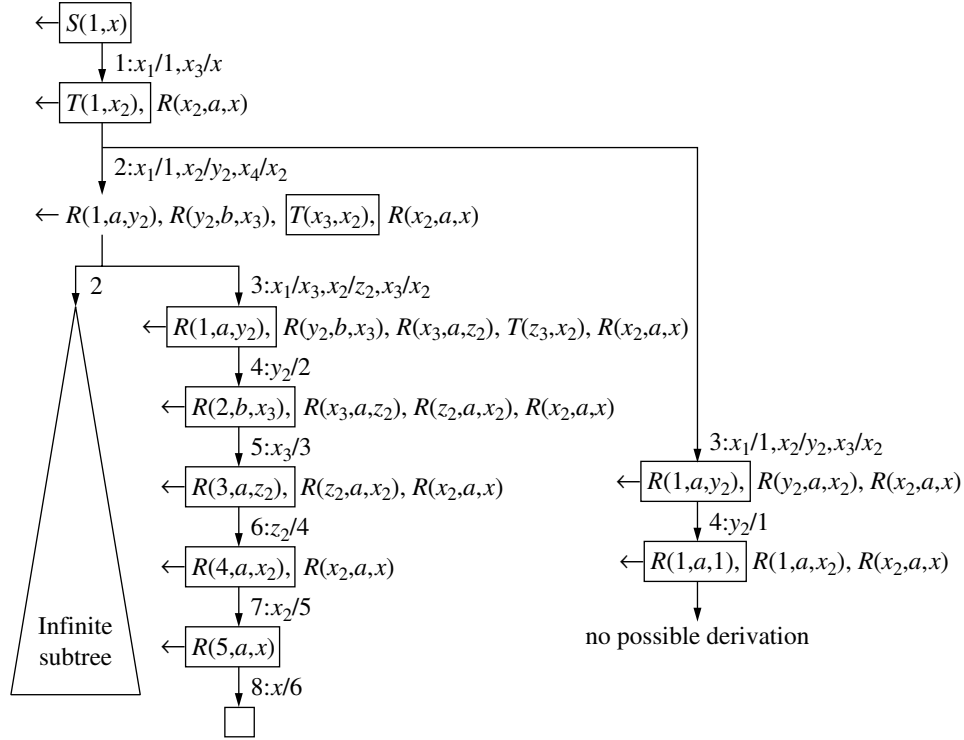 ← S(1,x)
1:x₁/1,x₃/x
← T(1,x₂), R(x₂,a,x)
2:x₁/1,x₂/y₂,x₄/x₂
← R(1,a,y₂), R(y₂,b,x₃), T(x₃,x₂), R(x₂,a,x)
2
3:x₁/x₃,x₂/z₂,x₃/x₂
← R(1,a,y₂), R(y₂,b,x₃), R(x₃,a,z₂), T(z₃,x₂), R(x₂,a,x)
4:y₂/2
← R(2,b,x₃), R(x₃,a,z₂), R(z₂,a,x₂), R(x₂,a,x)
5:x₃/3
← R(3,a,z₂), R(z₂,a,x₂), R(x₂,a,x)
6:z₂/4
← R(4,a,x₂), R(x₂,a,x)
7:x₂/5
← R(5,a,x)
8:x/6
Infinite
subtree
3:x₁/1,x₂/y₂,x₃/x₂
← R(1,a,y₂), R(y₂,a,x₂), R(x₂,a,x)
4:y₂/1
← R(1,a,1), R(1,a,x₂), R(x₂,a,x)
no possible derivation